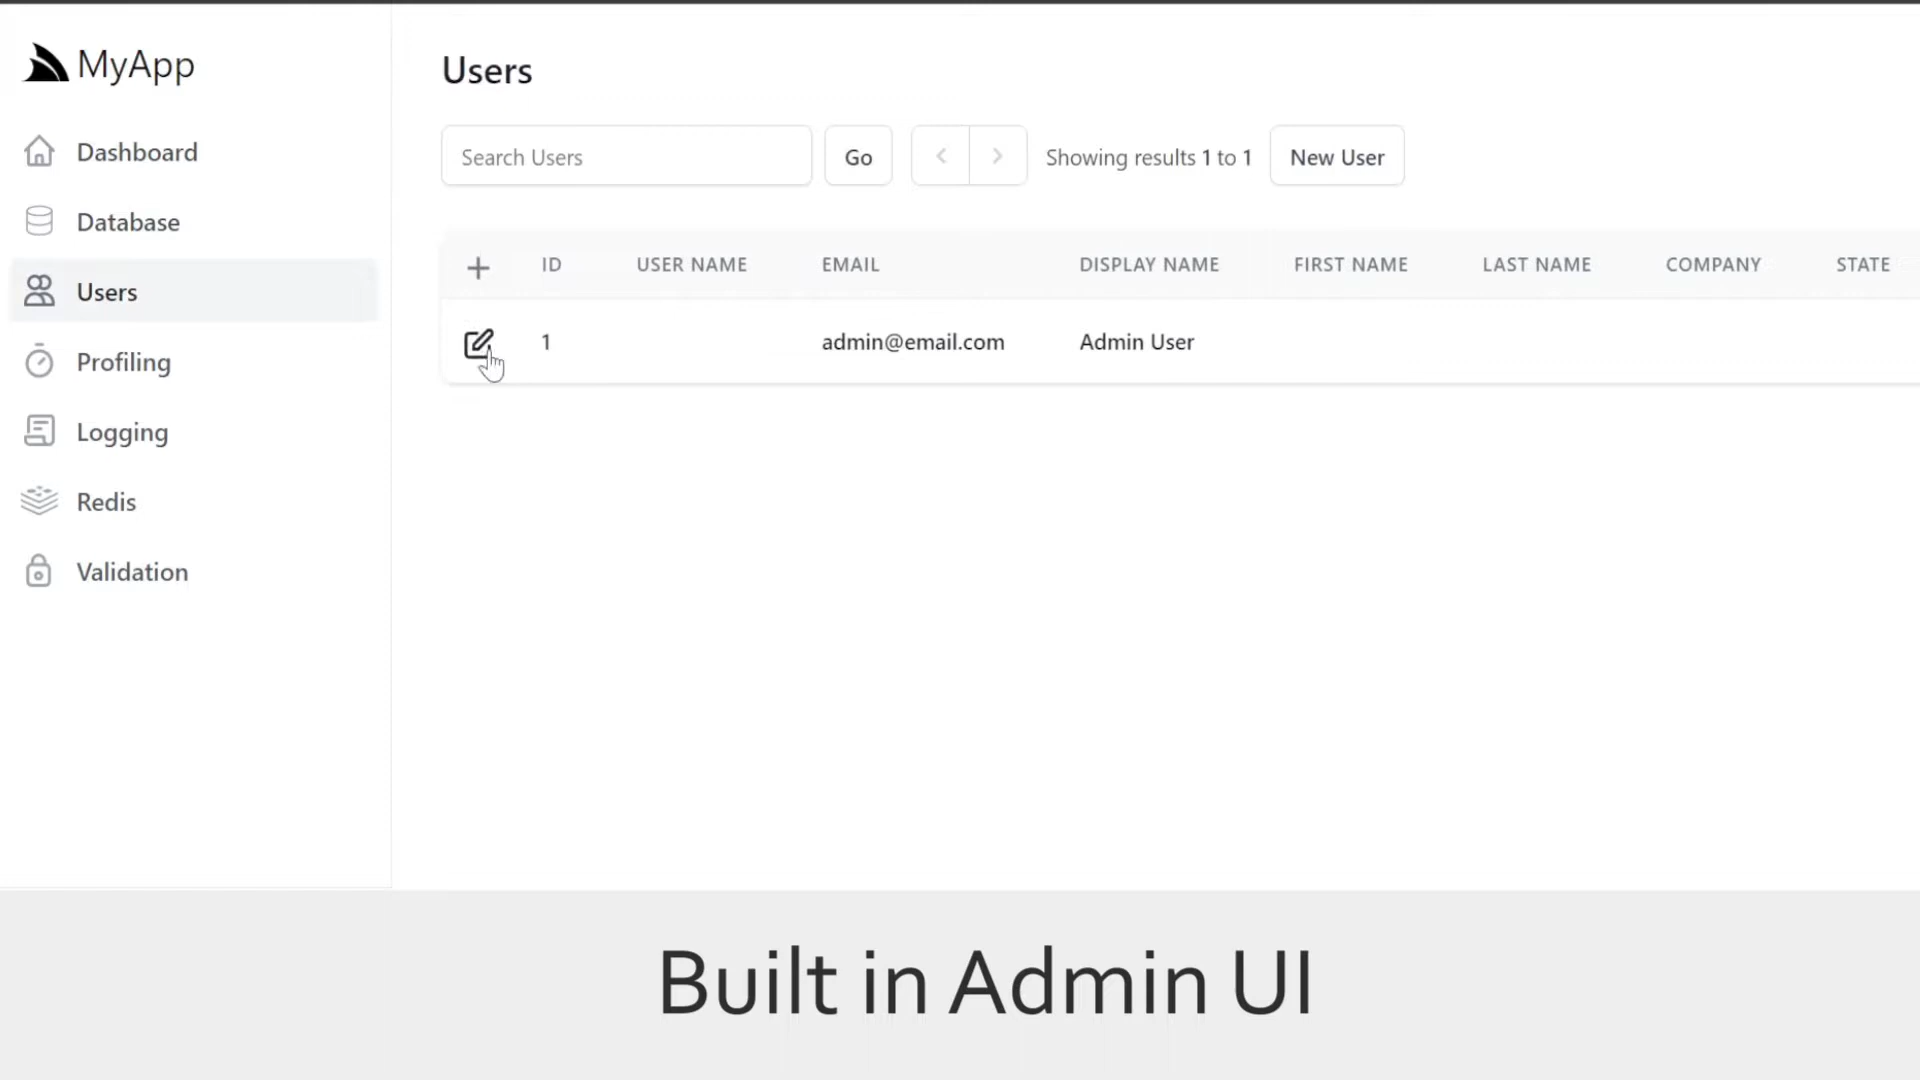 MyApp
Dashboard
Database
Users
Profiling
Logging
Redis
Validation
Users
Search Users
Go
Showing results 1 to 1
New User
ID USER NAME EMAIL DISPLAY NAME FIRST NAME LAST NAME COMPANY STATE
1 admin@email.com Admin User
Built in Admin UI